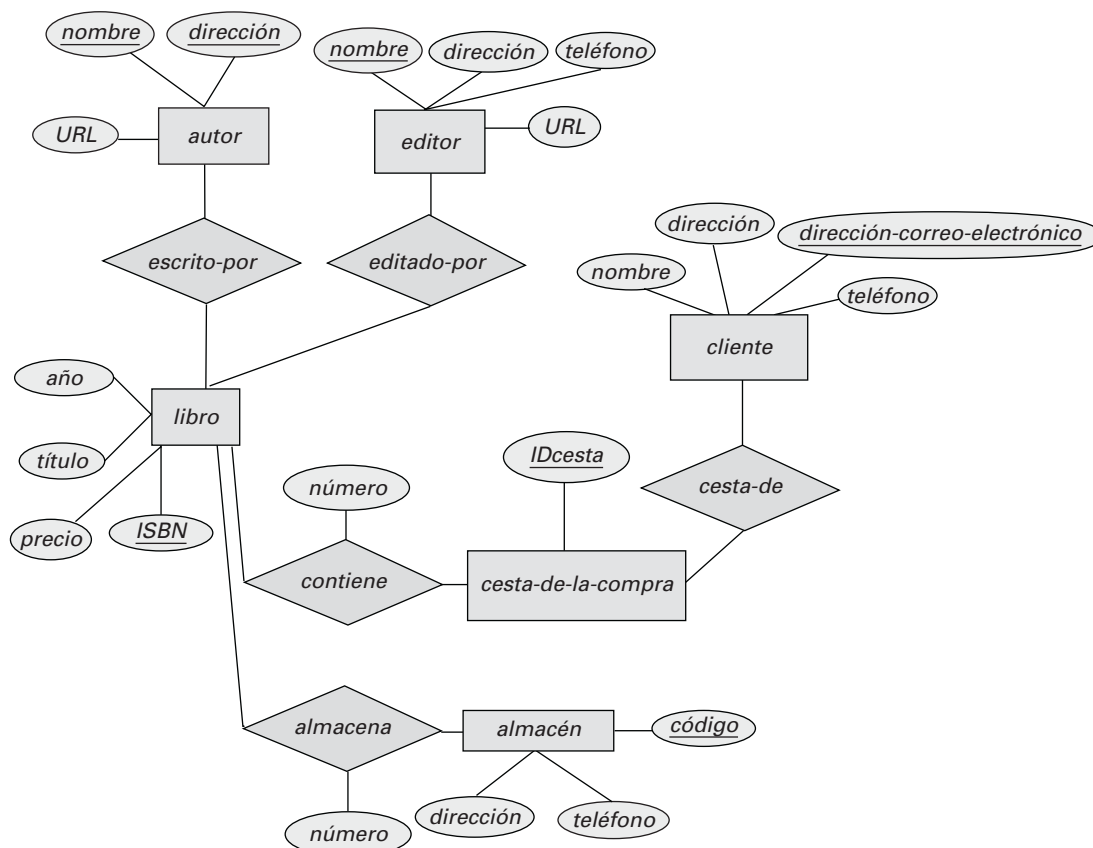 nombre
dirección
nombre
dirección
teléfono
URL
autor
editor
URL
escrito-por
editado-por
dirección
dirección-correo-electrónico
nombre
teléfono
cliente
año
libro
título
precio
ISBN
número
IDcesta
cesta-de
contiene
cesta-de-la-compra
almacena
almacén
código
número
dirección
teléfono